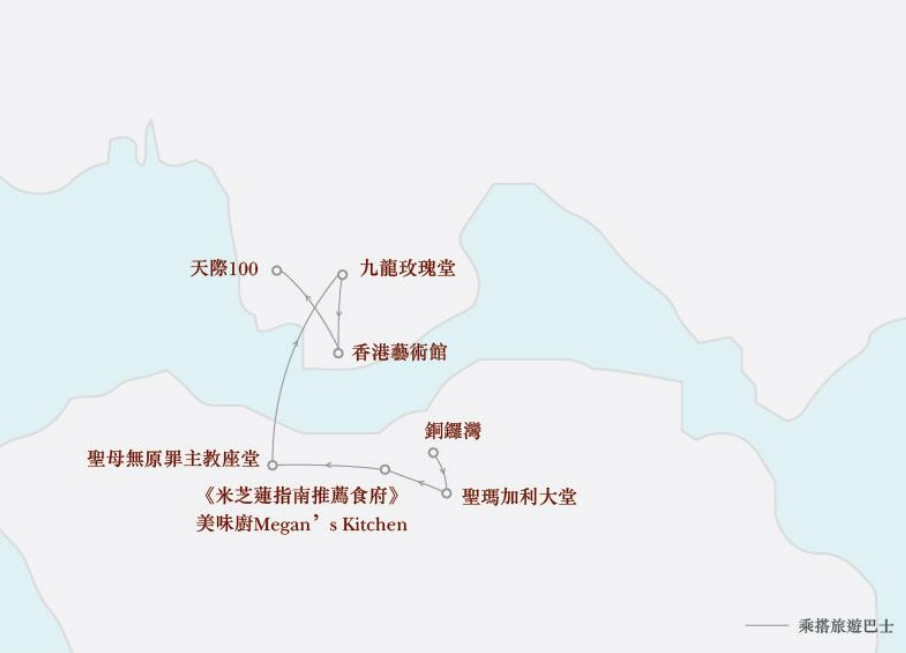 天際100
九龍玫瑰堂
香港藝術館
銅鑼灣
聖母無原罪主教座堂
《米芝蓮指南推薦食府》
美味廚Megan’s Kitchen
聖瑪加利大堂
乘搭旅遊巴士